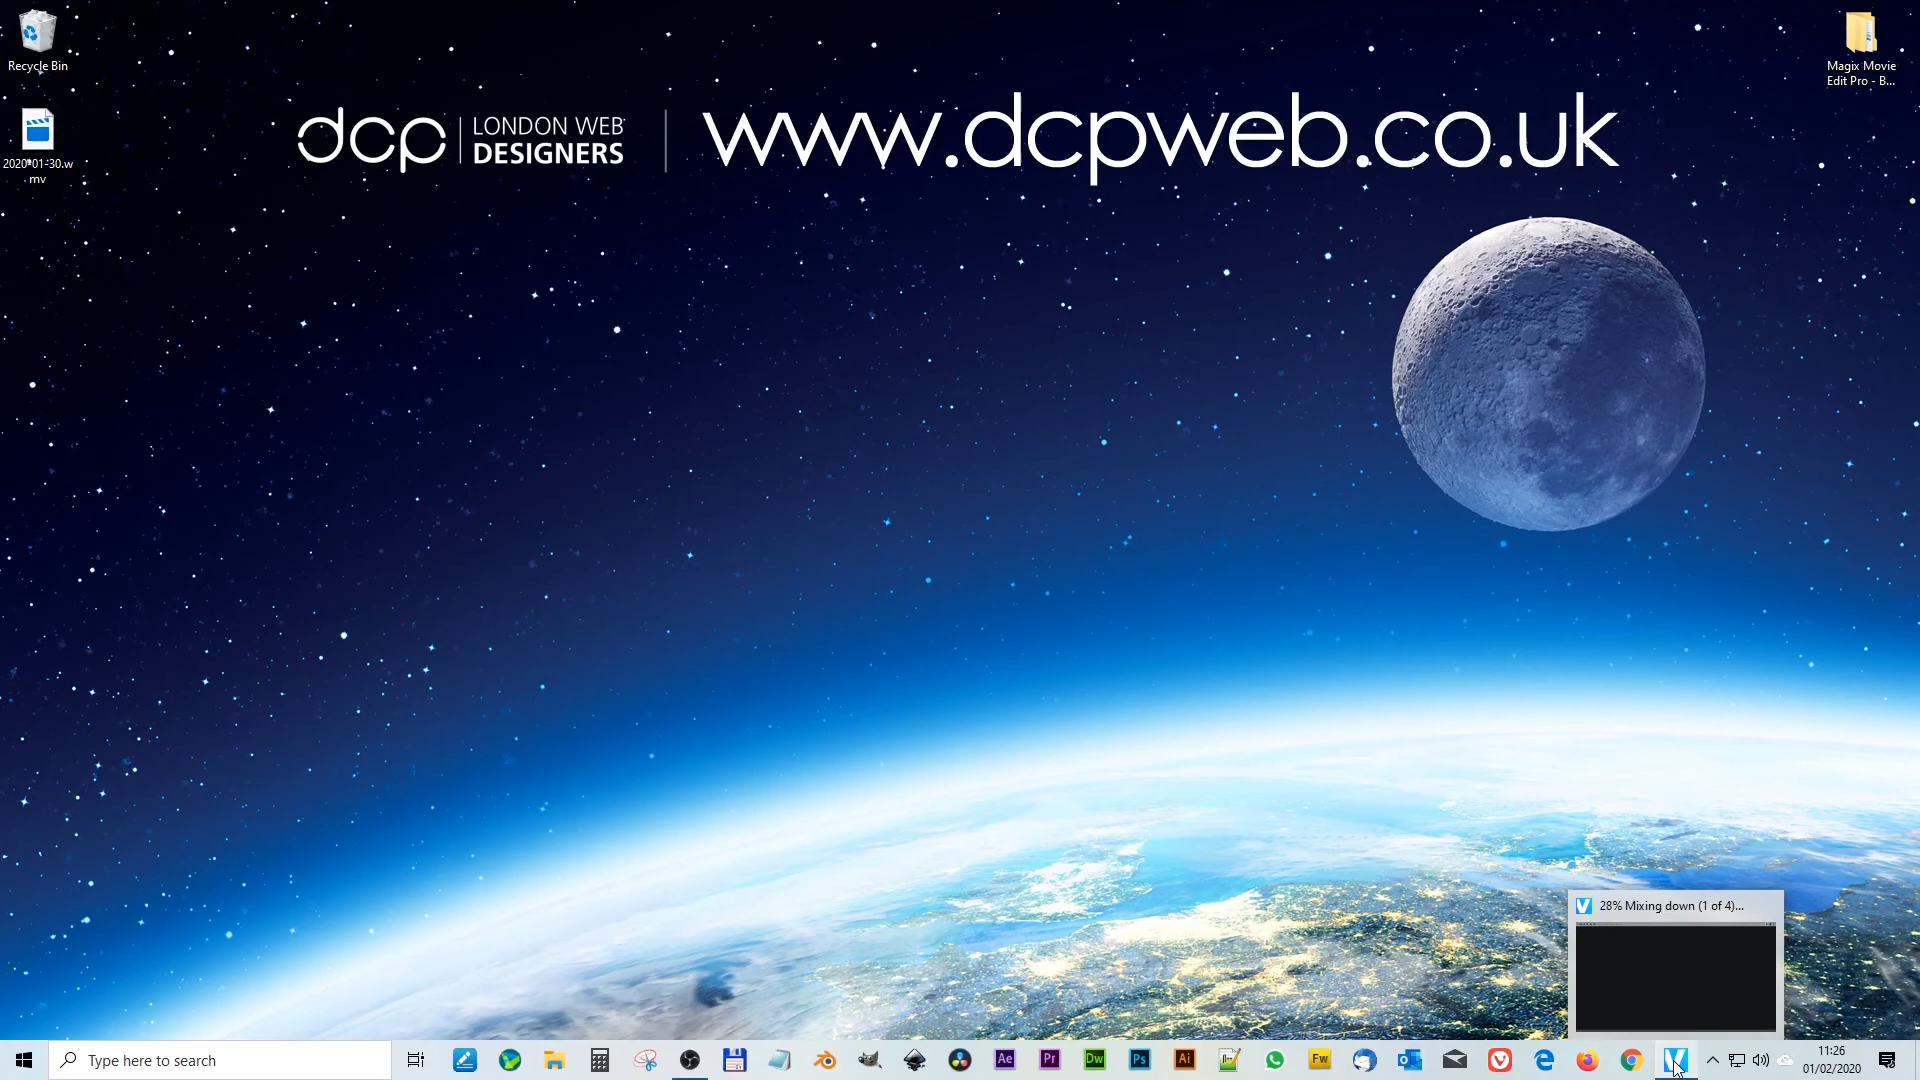 Recycle Bin
2020-01-30.w
mv
Magix Movie
Edit Pro - B...
dcp
LONDON WEB
DESIGNERS
www.dcpweb.co.uk
28% Mixing down (1 of 4)...
Type here to search
Ae
Pr
Dw
Ps
Ai
Fw
11:26
01/02/2020